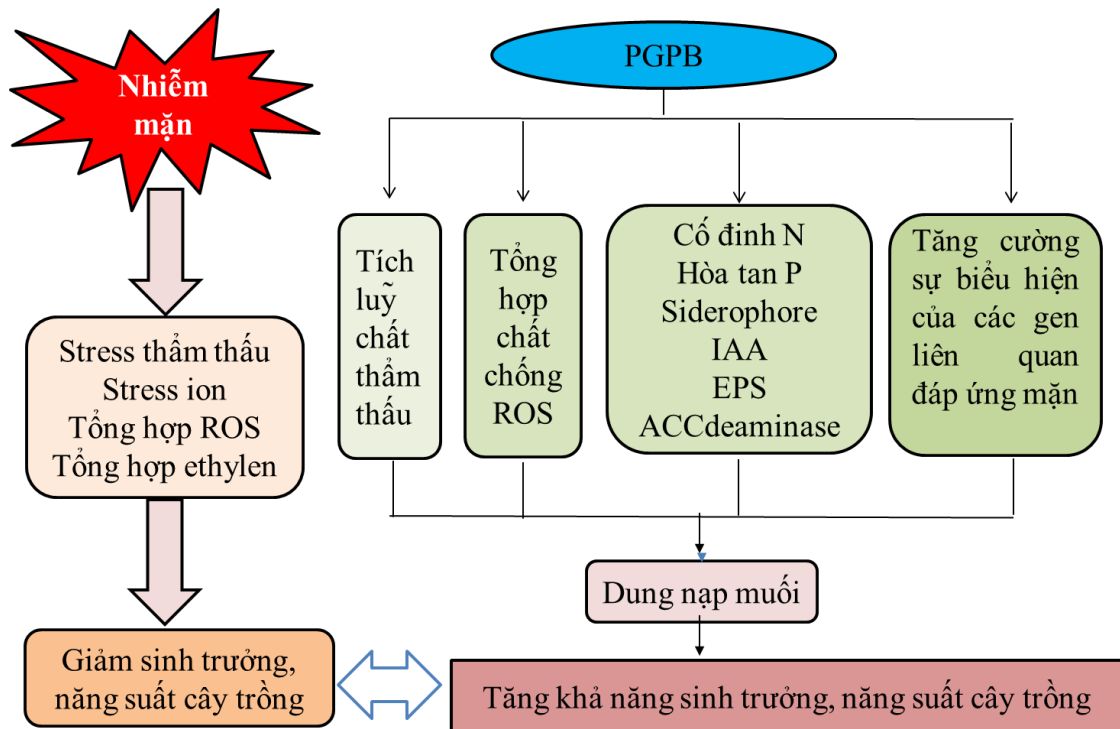 Nhiễm
mặn
PGPB
Tích
luỹ
chất
thẩm
thấu
Tổng
hợp
chất
chống
ROS
Cố đinh N
Hòa tan P
Siderophore
IAA
EPS
ACCdeaminase
Tăng cường
sự biểu hiện
của các gen
liên quan
đáp ứng mặn
Stress thẩm thấu
Stress ion
Tổng hợp ROS
Tổng hợp ethylen
Dung nạp muối
Giảm sinh trưởng,
năng suất cây trồng
Tăng khả năng sinh trưởng, năng suất cây trồng